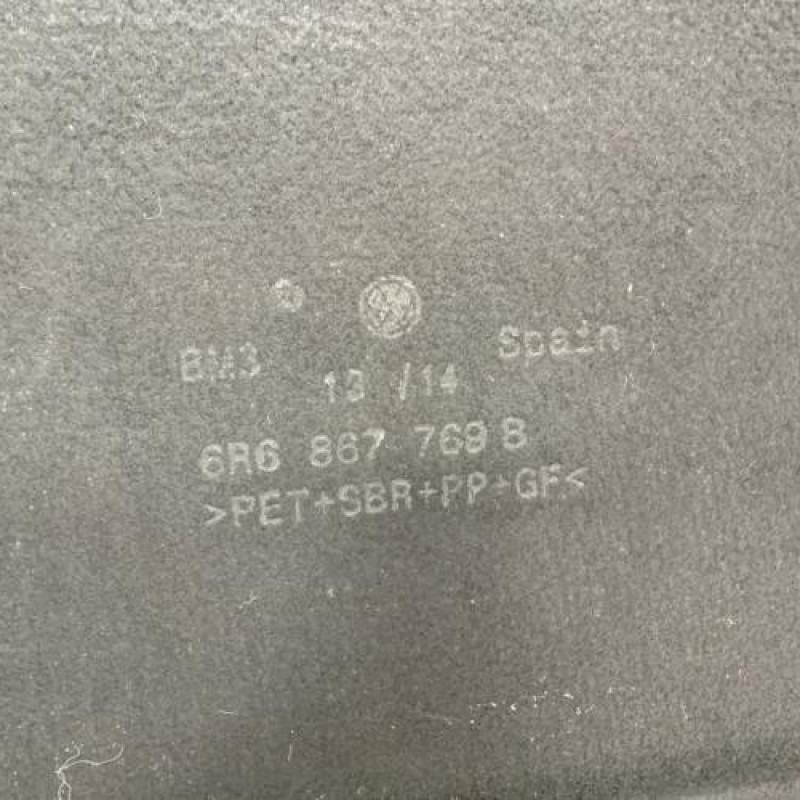 BM3
Spain
13 /14
6R6 867 769 B
>PET+SBR+PP+GF<